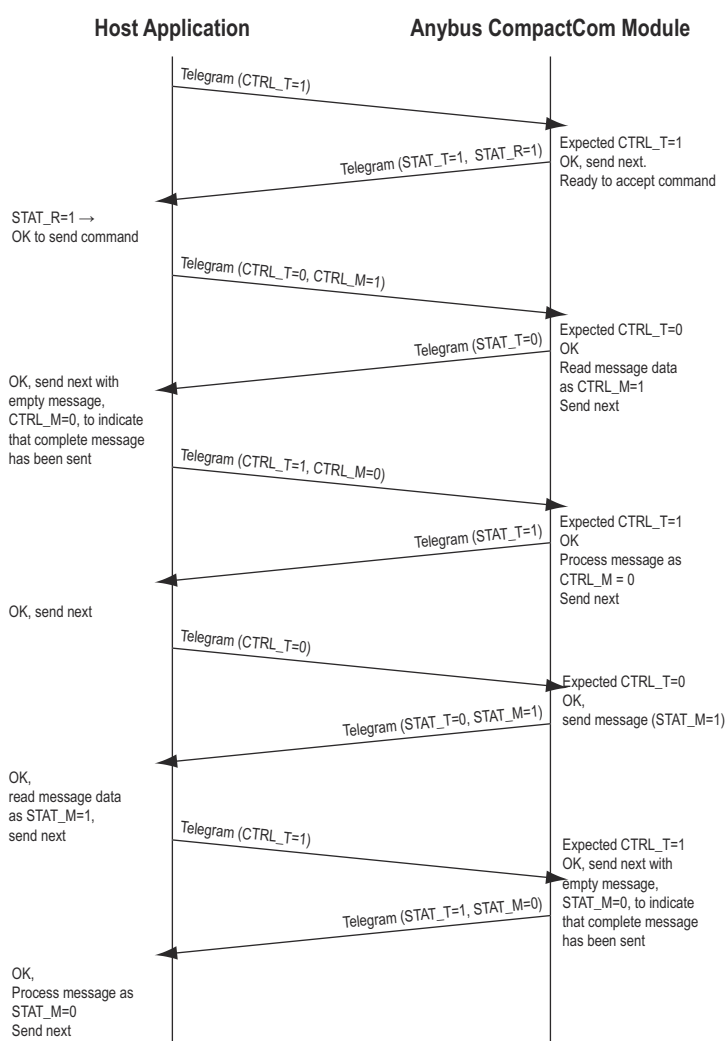 Host Application
Anybus CompactCom Module
Telegram (CTRL_T=1)
Expected CTRL_T=1
OK, send next.
Ready to accept command
Telegram (STAT_T=1, STAT_R=1)
STAT_R=1 →
OK to send command
Telegram (CTRL_T=0, CTRL_M=1)
Expected CTRL_T=0
OK
Read message data
as CTRL_M=1
Send next
Telegram (STAT_T=0)
OK, send next with
empty message,
CTRL_M=0, to indicate
that complete message
has been sent
Telegram (CTRL_T=1, CTRL_M=0)
Expected CTRL_T=1
OK
Process message as
CTRL_M = 0
Send next
Telegram (STAT_T=1)
OK, send next
Telegram (CTRL_T=0)
Expected CTRL_T=0
OK,
send message (STAT_M=1)
Telegram (STAT_T=0, STAT_M=1)
OK,
read message data
as STAT_M=1,
send next
Telegram (CTRL_T=1)
Expected CTRL_T=1
OK, send next with
empty message,
STAT_M=0, to indicate
that complete message
has been sent
Telegram (STAT_T=1, STAT_M=0)
OK,
Process message as
STAT_M=0
Send next